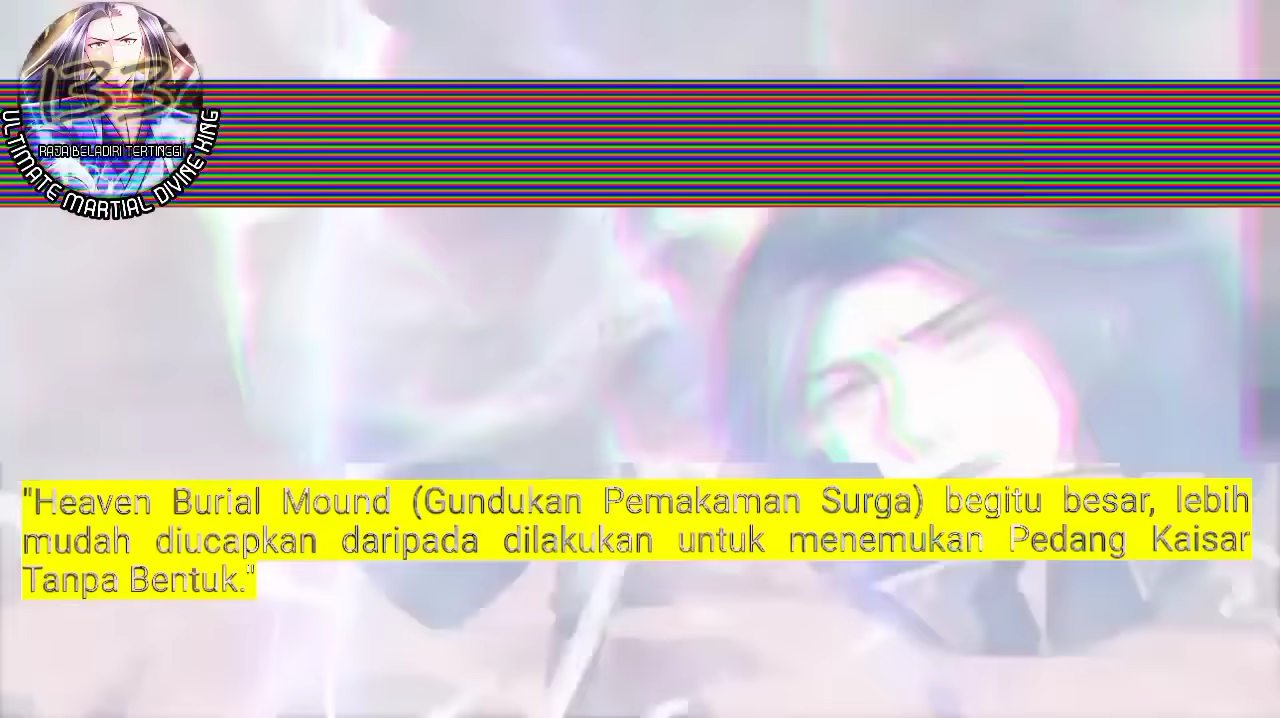 133
RAJA BELADIRI TERTINGGI
ULTIMATE MARTIAL DIVINE KING
"Heaven Burial Mound (Gundukan Pemakaman Surga) begitu besar, lebih
mudah diucapkan daripada dilakukan untuk menemukan Pedang Kaisar
Tanpa Bentuk."